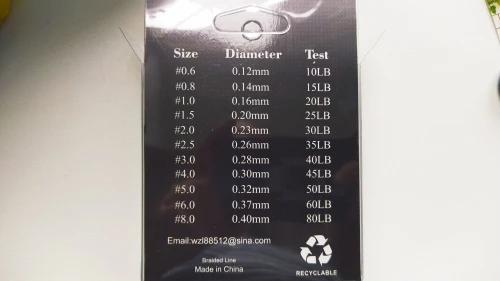 Size Diameter Test
#0.6 0.12mm 10LB
#0.8 0.14mm 15LB
#1.0 0.16mm 20LB
#1.5 0.20mm 25LB
#2.0 0.23mm 30LB
#2.5 0.26mm 35LB
#3.0 0.28mm 40LB
#4.0 0.30mm 45LB
#5.0 0.32mm 50LB
#6.0 0.37mm 60LB
#8.0 0.40mm 80LB
Email:wzl88512@sina.com
Braided Line
Made in China
RECYCLABLE